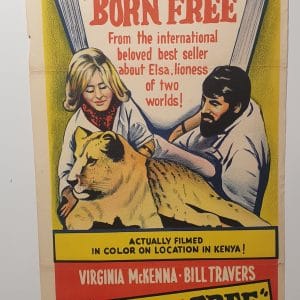 BORN FREE
From the international
beloved best seller
about Elsa, lioness
of two
worlds!
ACTUALLY FILMED
IN COLOR ON LOCATION IN KENYA!
VIRGINIA McKENNA · BILL TRAVERS